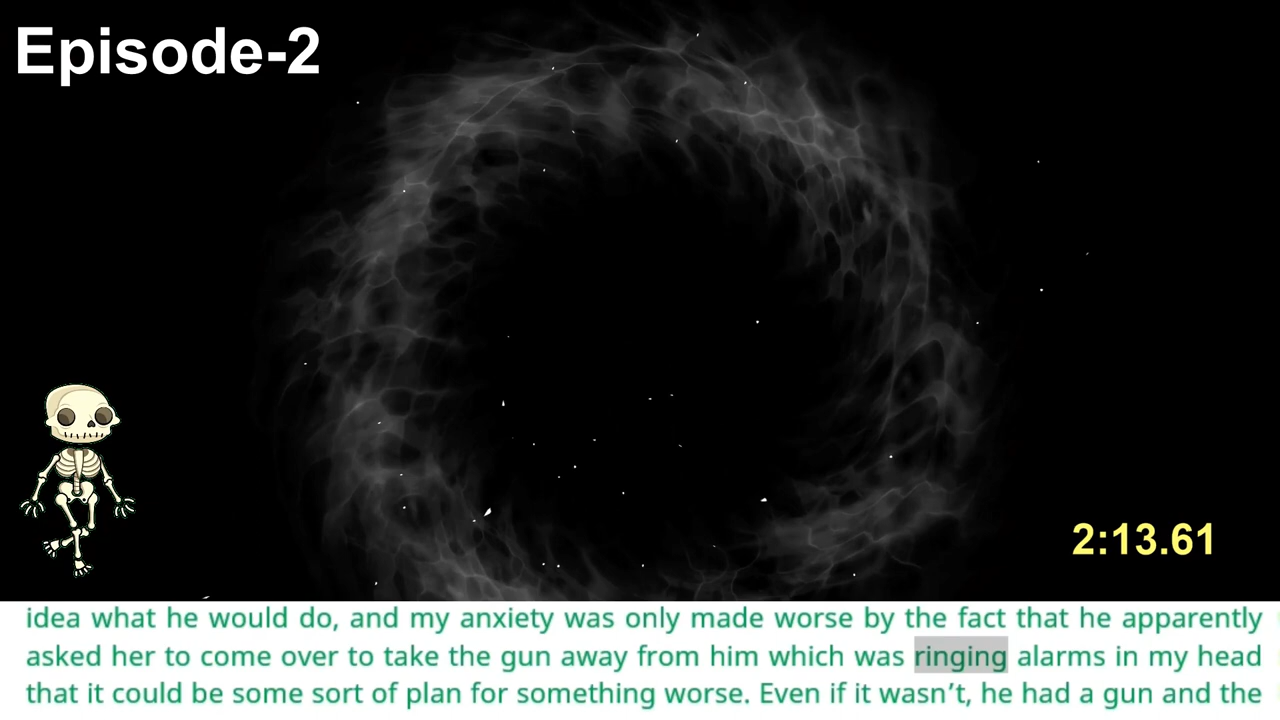 Episode-2
2:13.61
idea what he would do, and my anxiety was only made worse by the fact that he apparently
asked her to come over to take the gun away from him which was ringing alarms in my head
that it could be some sort of plan for something worse. Even if it wasn’t, he had a gun and the